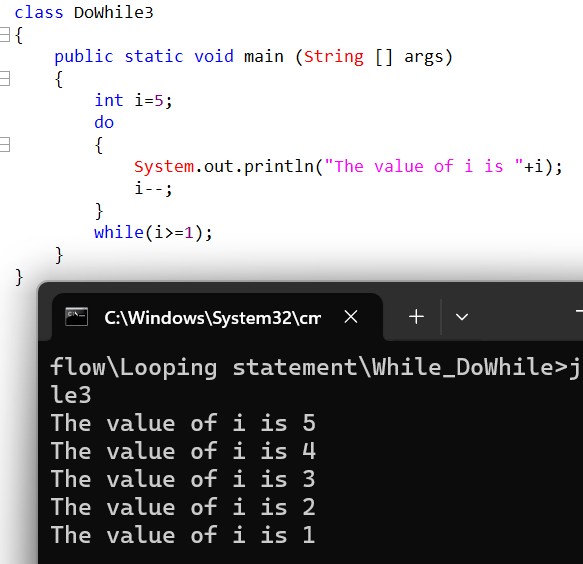 class DoWhile3
{
    public static void main (String [] args)
    {
        int i=5;
        do
        {
            System.out.println("The value of i is "+i);
            i--;
        }
        while(i>=1);
    }
}
C:\Windows\System32\cm
flow\Looping statement\While_DoWhile>j
le3
The value of i is 5
The value of i is 4
The value of i is 3
The value of i is 2
The value of i is 1